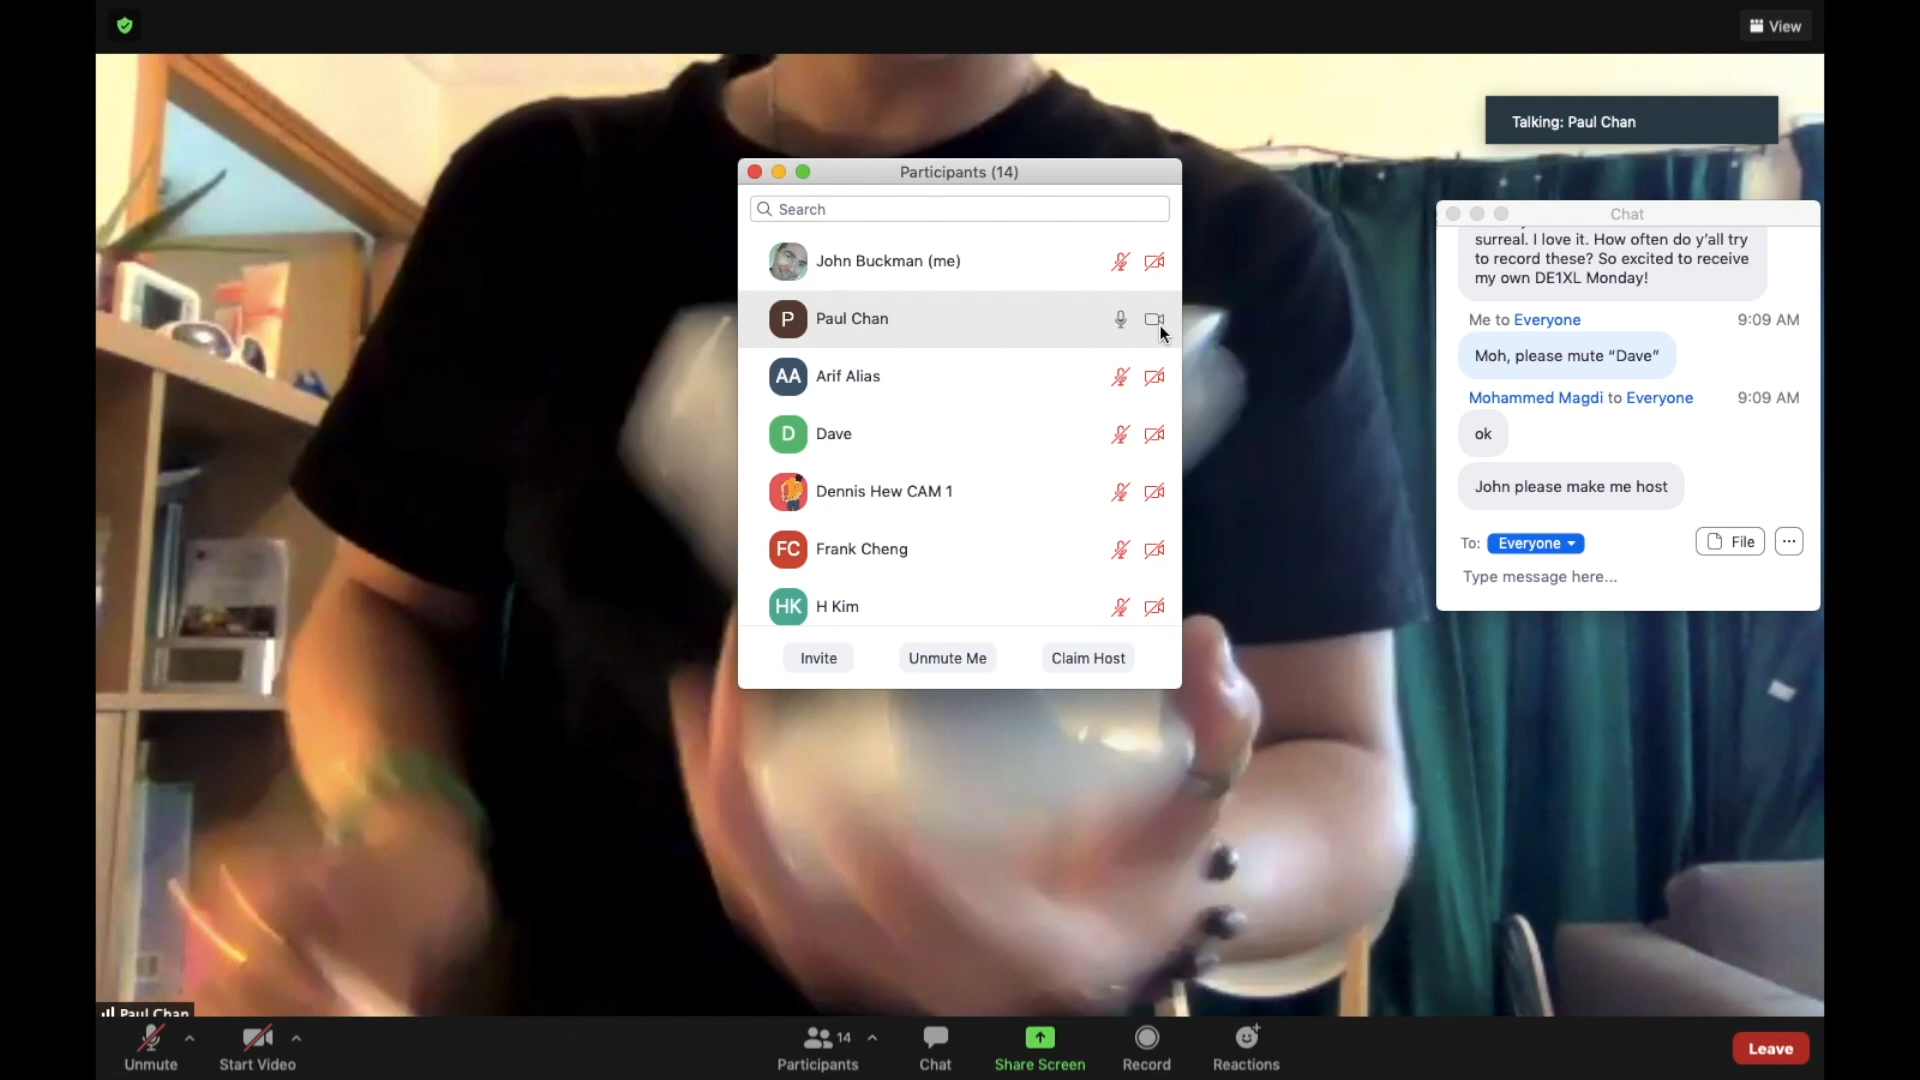 View
Talking: Paul Chan
Participants (14)
Search
John Buckman (me)
P Paul Chan
AA Arif Alias
D Dave
Dennis Hew CAM 1
FC Frank Cheng
HK H Kim
Invite Unmute Me Claim Host
Chat
surreal. I love it. How often do y'all try
to record these? So excited to receive
my own DE1XL Monday!
Me to Everyone 9:09 AM
Moh, please mute “Dave”
Mohammed Magdi to Everyone 9:09 AM
ok
John please make me host
To: Everyone File ...
Type message here...
Paul Chan
Unmute
Start Video
14
Participants
Chat
Share Screen
Record
Reactions
Leave